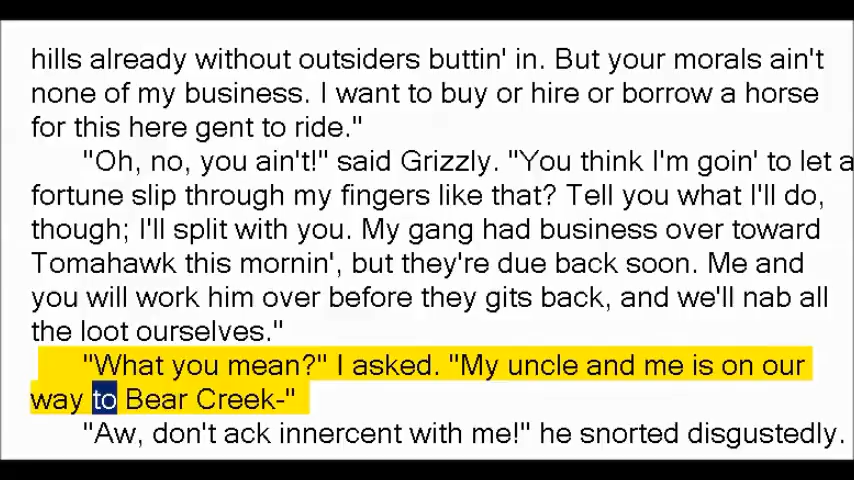 hills already without outsiders buttin' in. But your morals ain't
none of my business. I want to buy or hire or borrow a horse
for this here gent to ride."
"Oh, no, you ain't!" said Grizzly. "You think I'm goin' to let a
fortune slip through my fingers like that? Tell you what I'll do,
though; I'll split with you. My gang had business over toward
Tomahawk this mornin', but they're due back soon. Me and
you will work him over before they gits back, and we'll nab all
the loot ourselves."
"What you mean?" I asked. "My uncle and me is on our
way to Bear Creek-"
"Aw, don't ack innercent with me!" he snorted disgustedly.